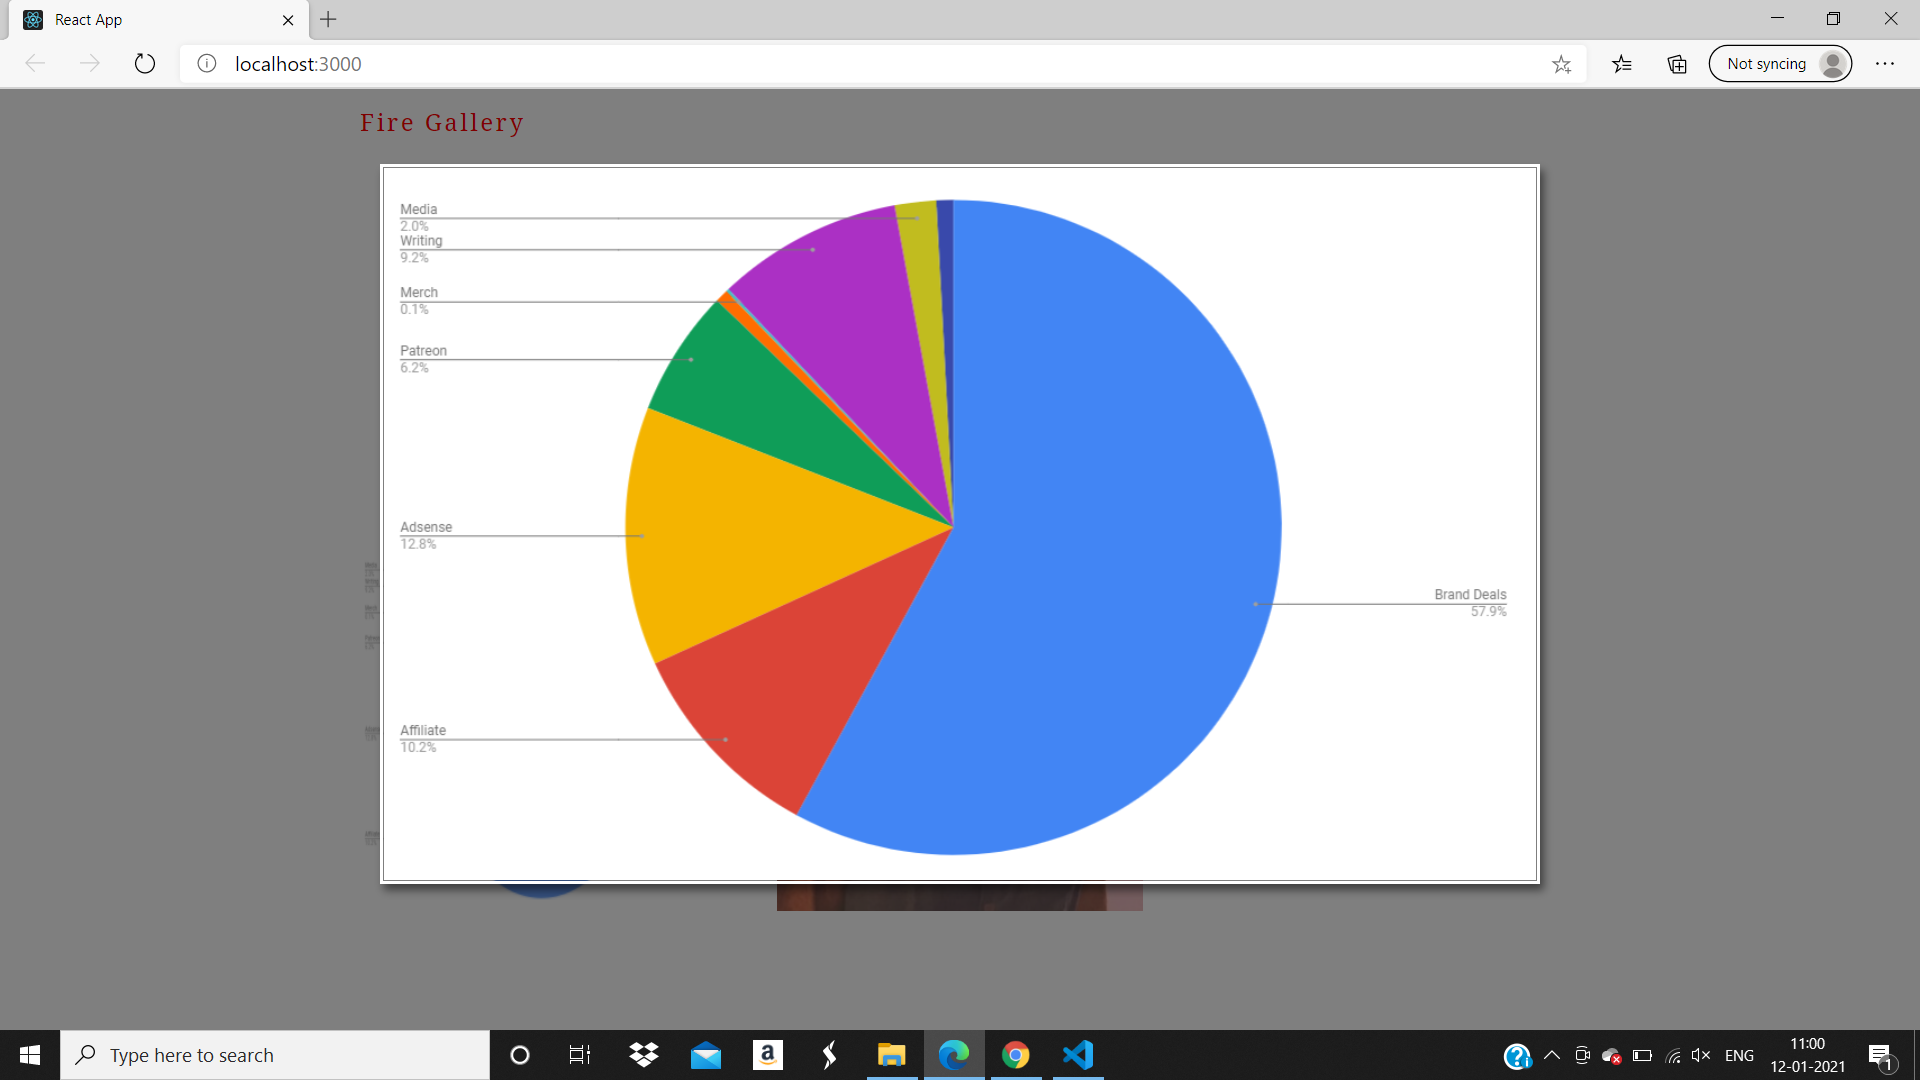 React App
localhost:3000
Not syncing
Fire Gallery
Media
2.0%
Writing
9.2%
Merch
0.1%
Patreon
6.2%
Adsense
12.8%
Brand Deals
57.9%
Affiliate
10.2%
Type here to search
a
ENG
11:00
12-01-2021
1